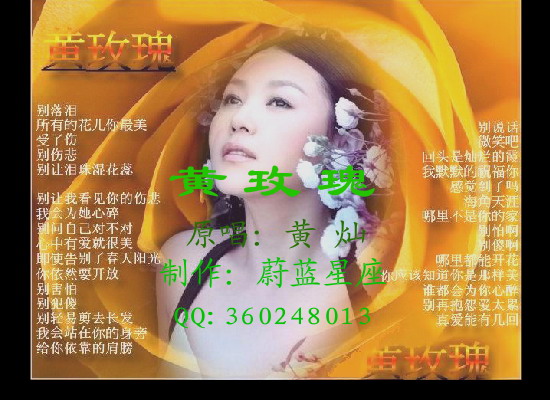 黄玫瑰
别落泪
所有的花儿你最美
受了伤
别伤悲
别让泪珠湿花蕊
别让我看见你的伤悲
我会为她心碎
别问自己对不对
心中有爱就很美
即使告别了春天阳光
你依然要开放
别害怕
别犯傻
别轻易剪去长发
我会站在你的身旁
给你依靠的肩膀
黄玫瑰
原唱：黄灿
制作：蔚蓝星座
QQ：360248013
别说话
微笑吧
回头是灿烂的霞
我默默的祝福你
感觉到了吗
海角天涯
哪里不是你的家
别怕啊
别傻啊
哪里都能开花
你应该知道你是那样美
谁都会为你心醉
别再抱怨爱太累
真爱能有几回
黄玫瑰